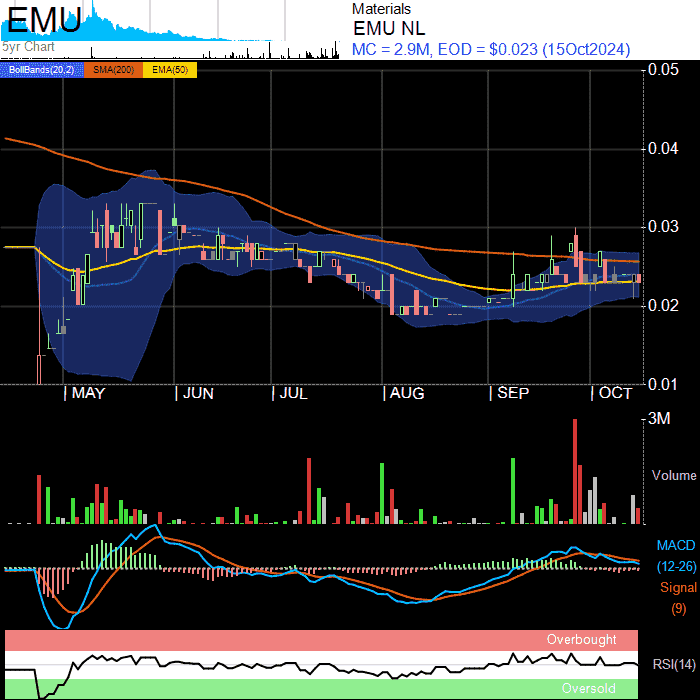 EMU
5yr Chart
Materials
EMU NL
MC = 2.9M, EOD = $0.023 (15Oct2024)
BollBands(20,2) SMA(200) EMA(50)
0.05
0.04
0.03
0.02
0.01
MAY JUN JUL AUG SEP OCT
3M
Volume
MACD
(12-26)
Signal
(9)
Overbought
RSI(14)
Oversold